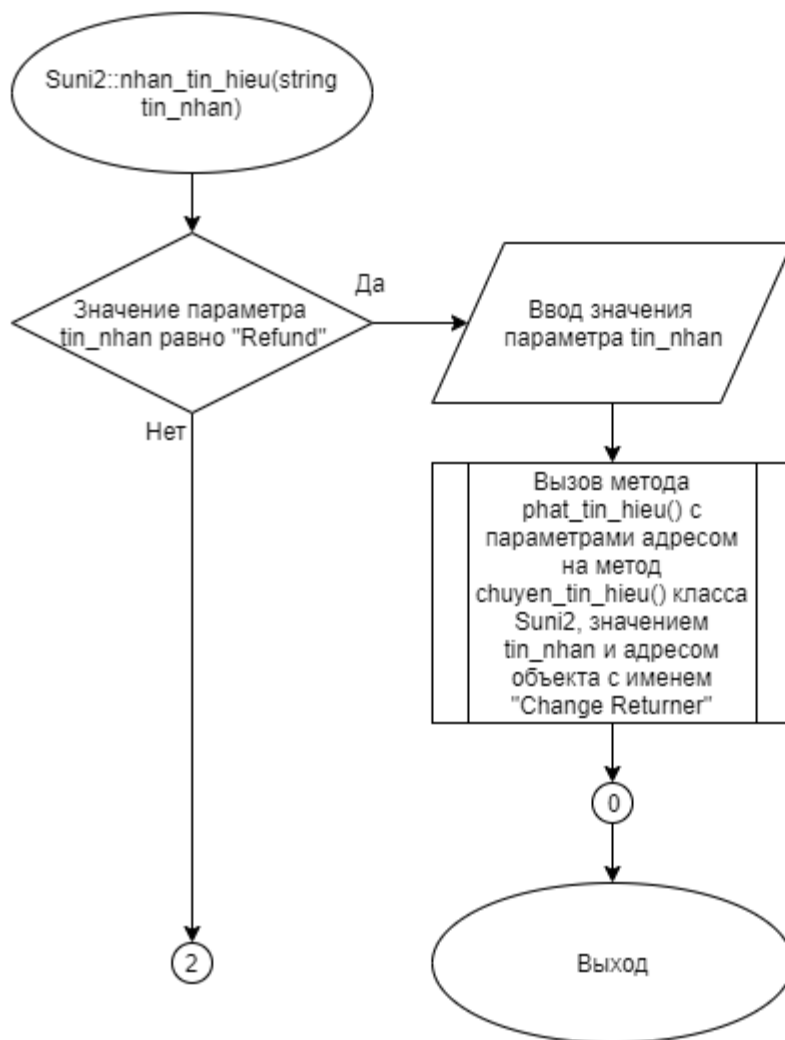 Suni2::nhan_tin_hieu(string
tin_nhan)
Значение параметра
tin_nhan равно "Refund"
Да
Ввод значения
параметра tin_nhan
Нет
Вызов метода
phat_tin_hieu() с
параметрами адресом
на метод
chuyen_tin_hieu() класса
Suni2, значением
tin_nhan и адресом
объекта с именем
"Change Returner"
0
2
Выход